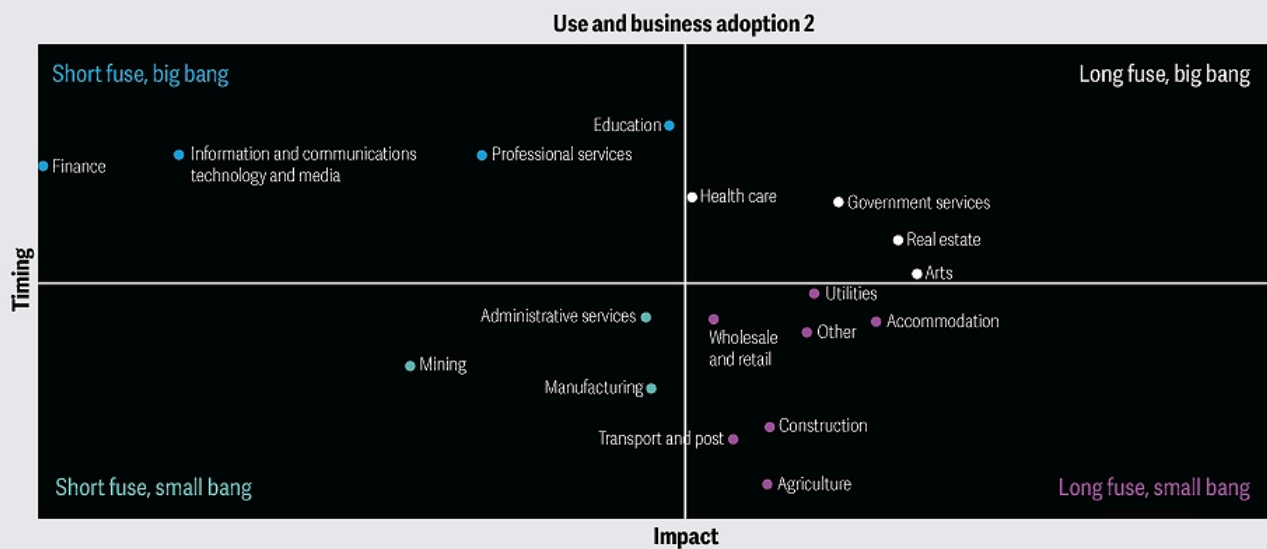 Use and business adoption 2
Short fuse, big bang
Long fuse, big bang
Education
Finance
Information and communications
technology and media
Professional services
Health care
Government services
Real estate
Arts
Timing
Utilities
Administrative services
Wholesale
and retail
Other
Accommodation
Mining
Manufacturing
Construction
Transport and post
Agriculture
Short fuse, small bang
Long fuse, small bang
Impact